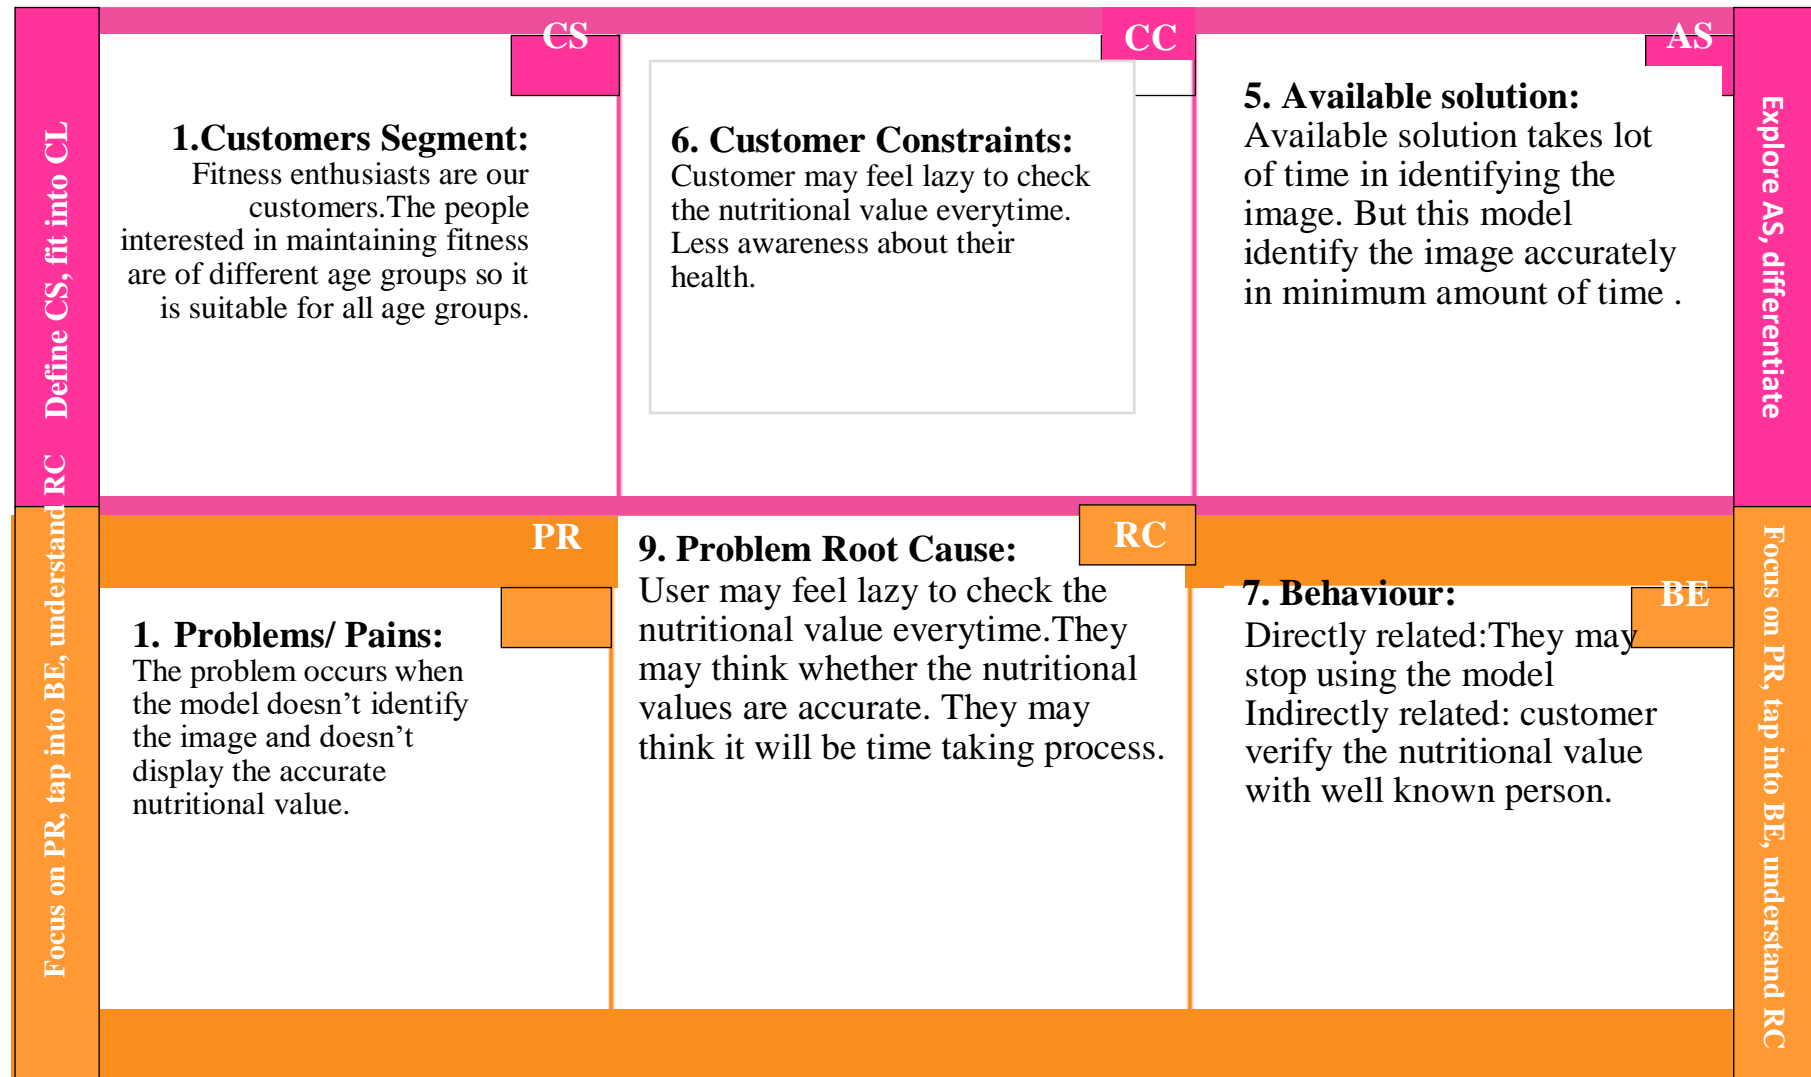 CS
1.Customers Segment:
Fitness enthusiasts are our
customers.The people
interested in maintaining fitness
are of different age groups so it
is suitable for all age groups.
CC
6. Customer Constraints:
Customer may feel lazy to check
the nutritional value everytime.
Less awareness about their
health.
AS
5. Available solution:
Available solution takes lot
of time in identifying the
image. But this model
identify the image accurately
in minimum amount of time .
Define CS, fit into CL
Explore AS, differentiate
PR
1. Problems/ Pains:
The problem occurs when
the model doesn’t identify
the image and doesn’t
display the accurate
nutritional value.
RC
9. Problem Root Cause:
User may feel lazy to check the
nutritional value everytime.They
may think whether the nutritional
values are accurate. They may
think it will be time taking process.
BE
7. Behaviour:
Directly related:They may
stop using the model
Indirectly related: customer
verify the nutritional value
with well known person.
Focus on PR, tap into BE, understand RC
Focus on PR, tap into BE, understand RC